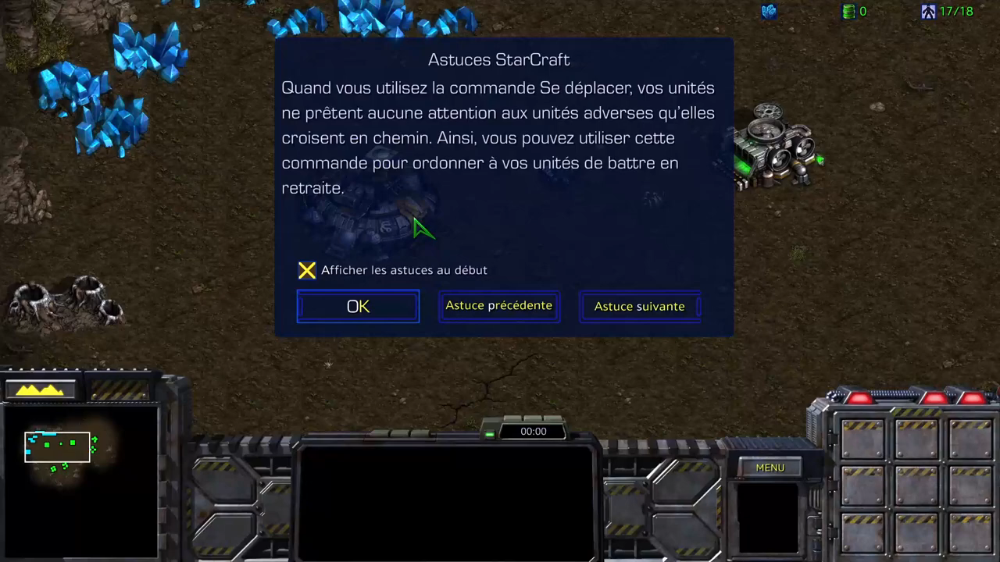 0
17/18
Astuces StarCraft
Quand vous utilisez la commande Se déplacer, vos unités
ne prêtent aucune attention aux unités adverses qu'elles
croisent en chemin. Ainsi, vous pouvez utiliser cette
commande pour ordonner à vos unités de battre en
retraite.
Afficher les astuces au début
OK
Astuce précédente
Astuce suivante
00:00
MENU